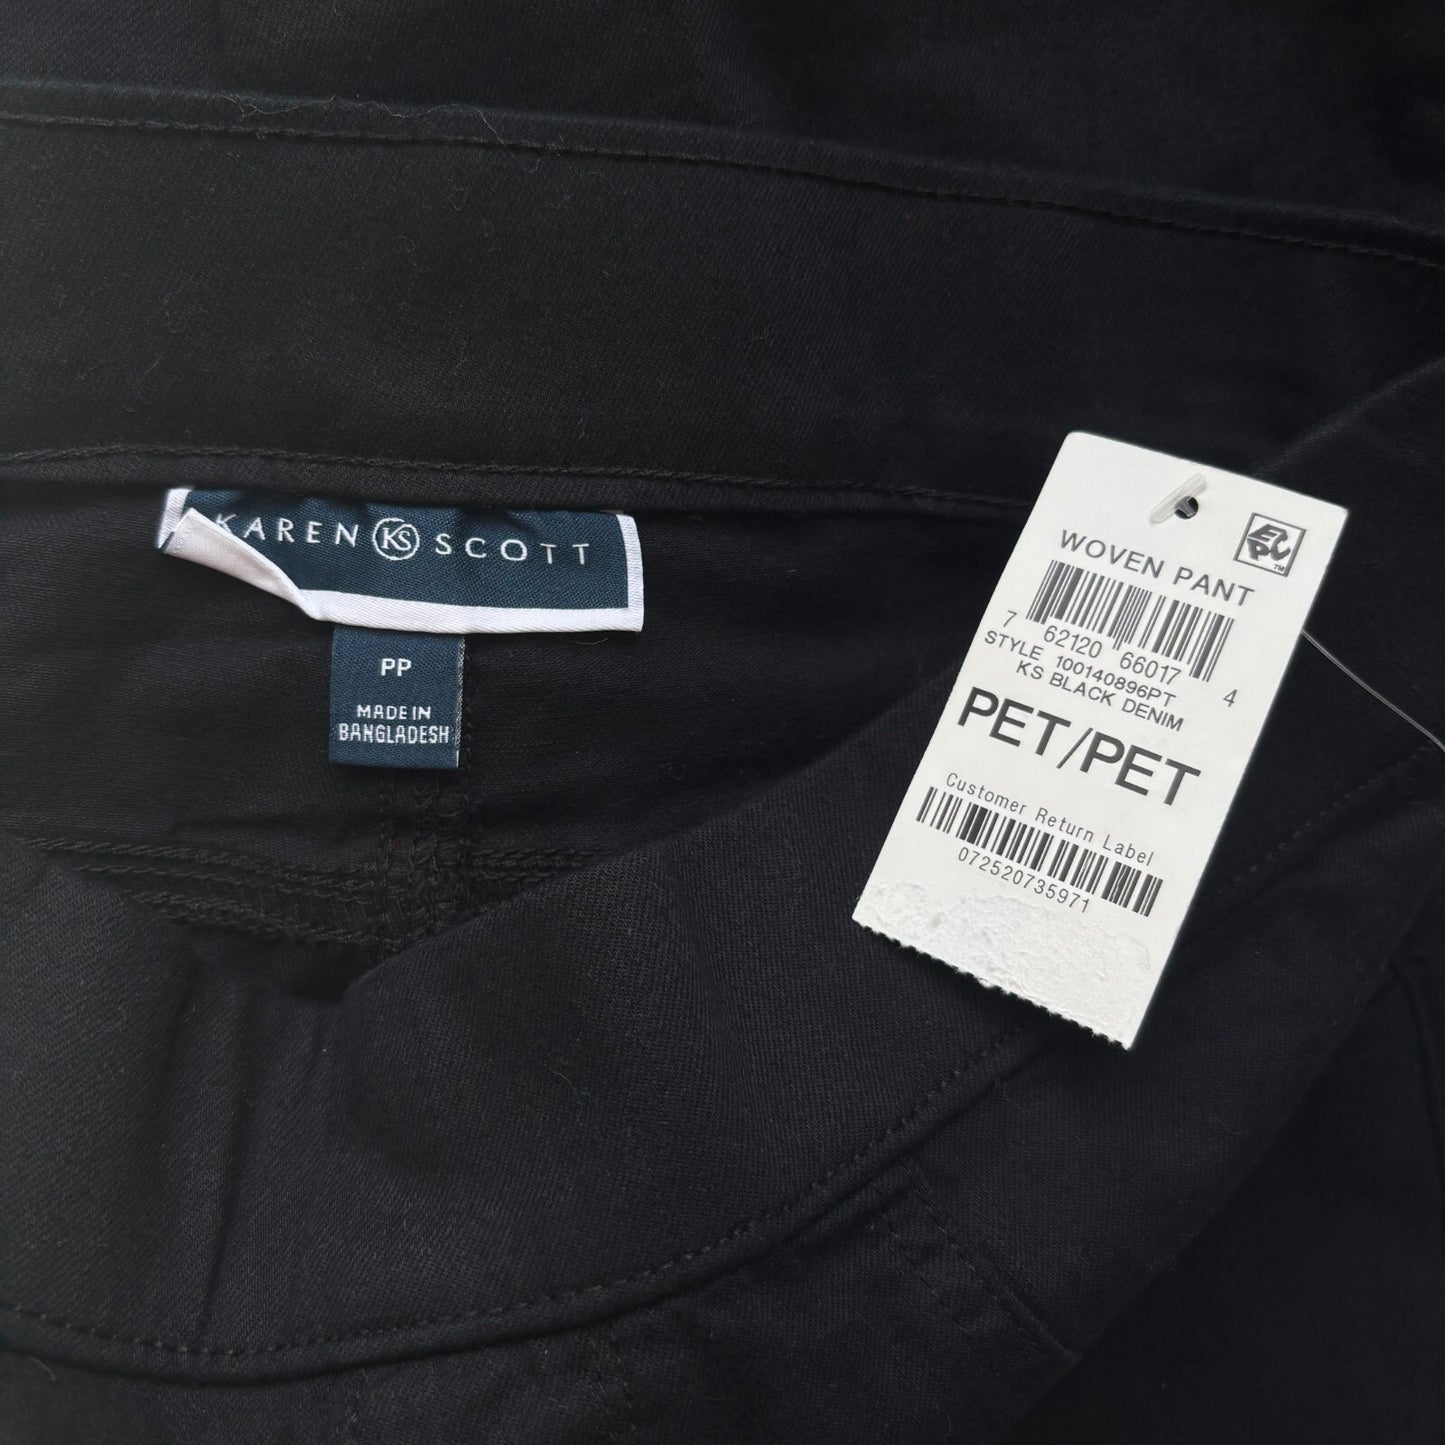 KAREN KS SCOTT
PP
MADE IN
BANGLADESH
WOVEN PANT
7 62120 66017 4
STYLE 100140896PT
KS BLACK DENIM
PET/PET
Customer Return Label
072520735971